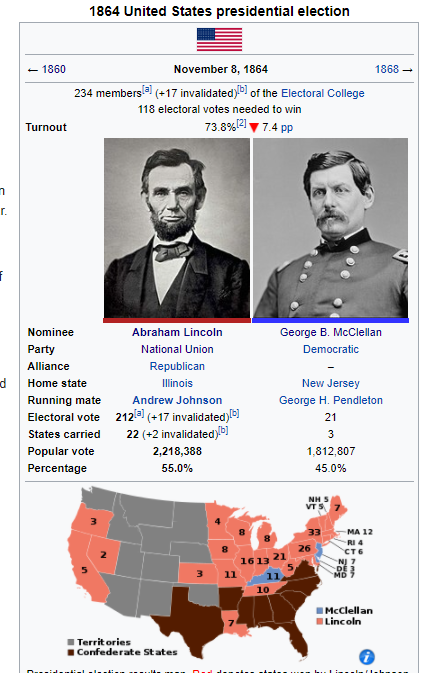 1864 United States presidential election
← 1860 November 8, 1864 1868 →
234 members[a] (+17 invalidated)[b] of the Electoral College
118 electoral votes needed to win
Turnout 73.8%[2] ▼ 7.4 pp
n
r.
f
d
Nominee Abraham Lincoln George B. McClellan
Party National Union Democratic
Alliance Republican –
Home state Illinois New Jersey
Running mate Andrew Johnson George H. Pendleton
Electoral vote 212[a] (+17 invalidated)[b] 21
States carried 22 (+2 invalidated)[b] 3
Popular vote 2,218,388 1,812,807
Percentage 55.0% 45.0%
NH 5
VT 5
7
3
4
8
8
33
MA 12
RI 4
CT 6
2
8
26
NJ 7
DE 3
MD 7
5
3
11
16
13
21
5
11
10
7
McClellan
Lincoln
Territories
Confederate States
i